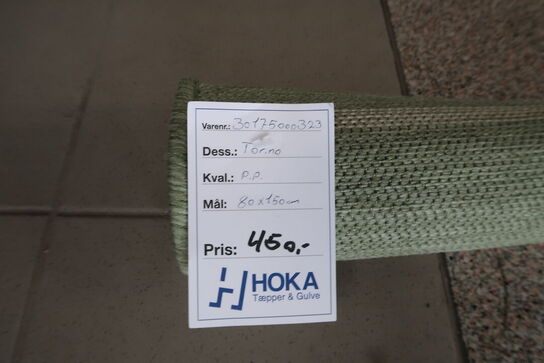 Varenr.: 30175000323
Dess.: Torino
Kval.: P.P.
Mål: 80x150cm
Pris: 450,-
HOKA
Tæpper & Gulve